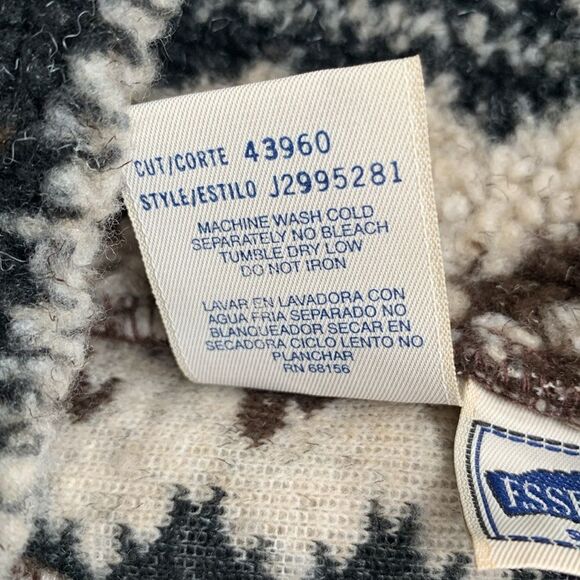 CUT/CORTE 43960
STYLE/ESTILO J2995281
MACHINE WASH COLD
SEPARATELY NO BLEACH
TUMBLE DRY LOW
DO NOT IRON
LAVAR EN LAVADORA CON
AGUA FRIA SEPARADO NO
BLANQUEADOR SECAR EN
SECADORA CICLO LENTO NO
PLANCHAR
RN 68156